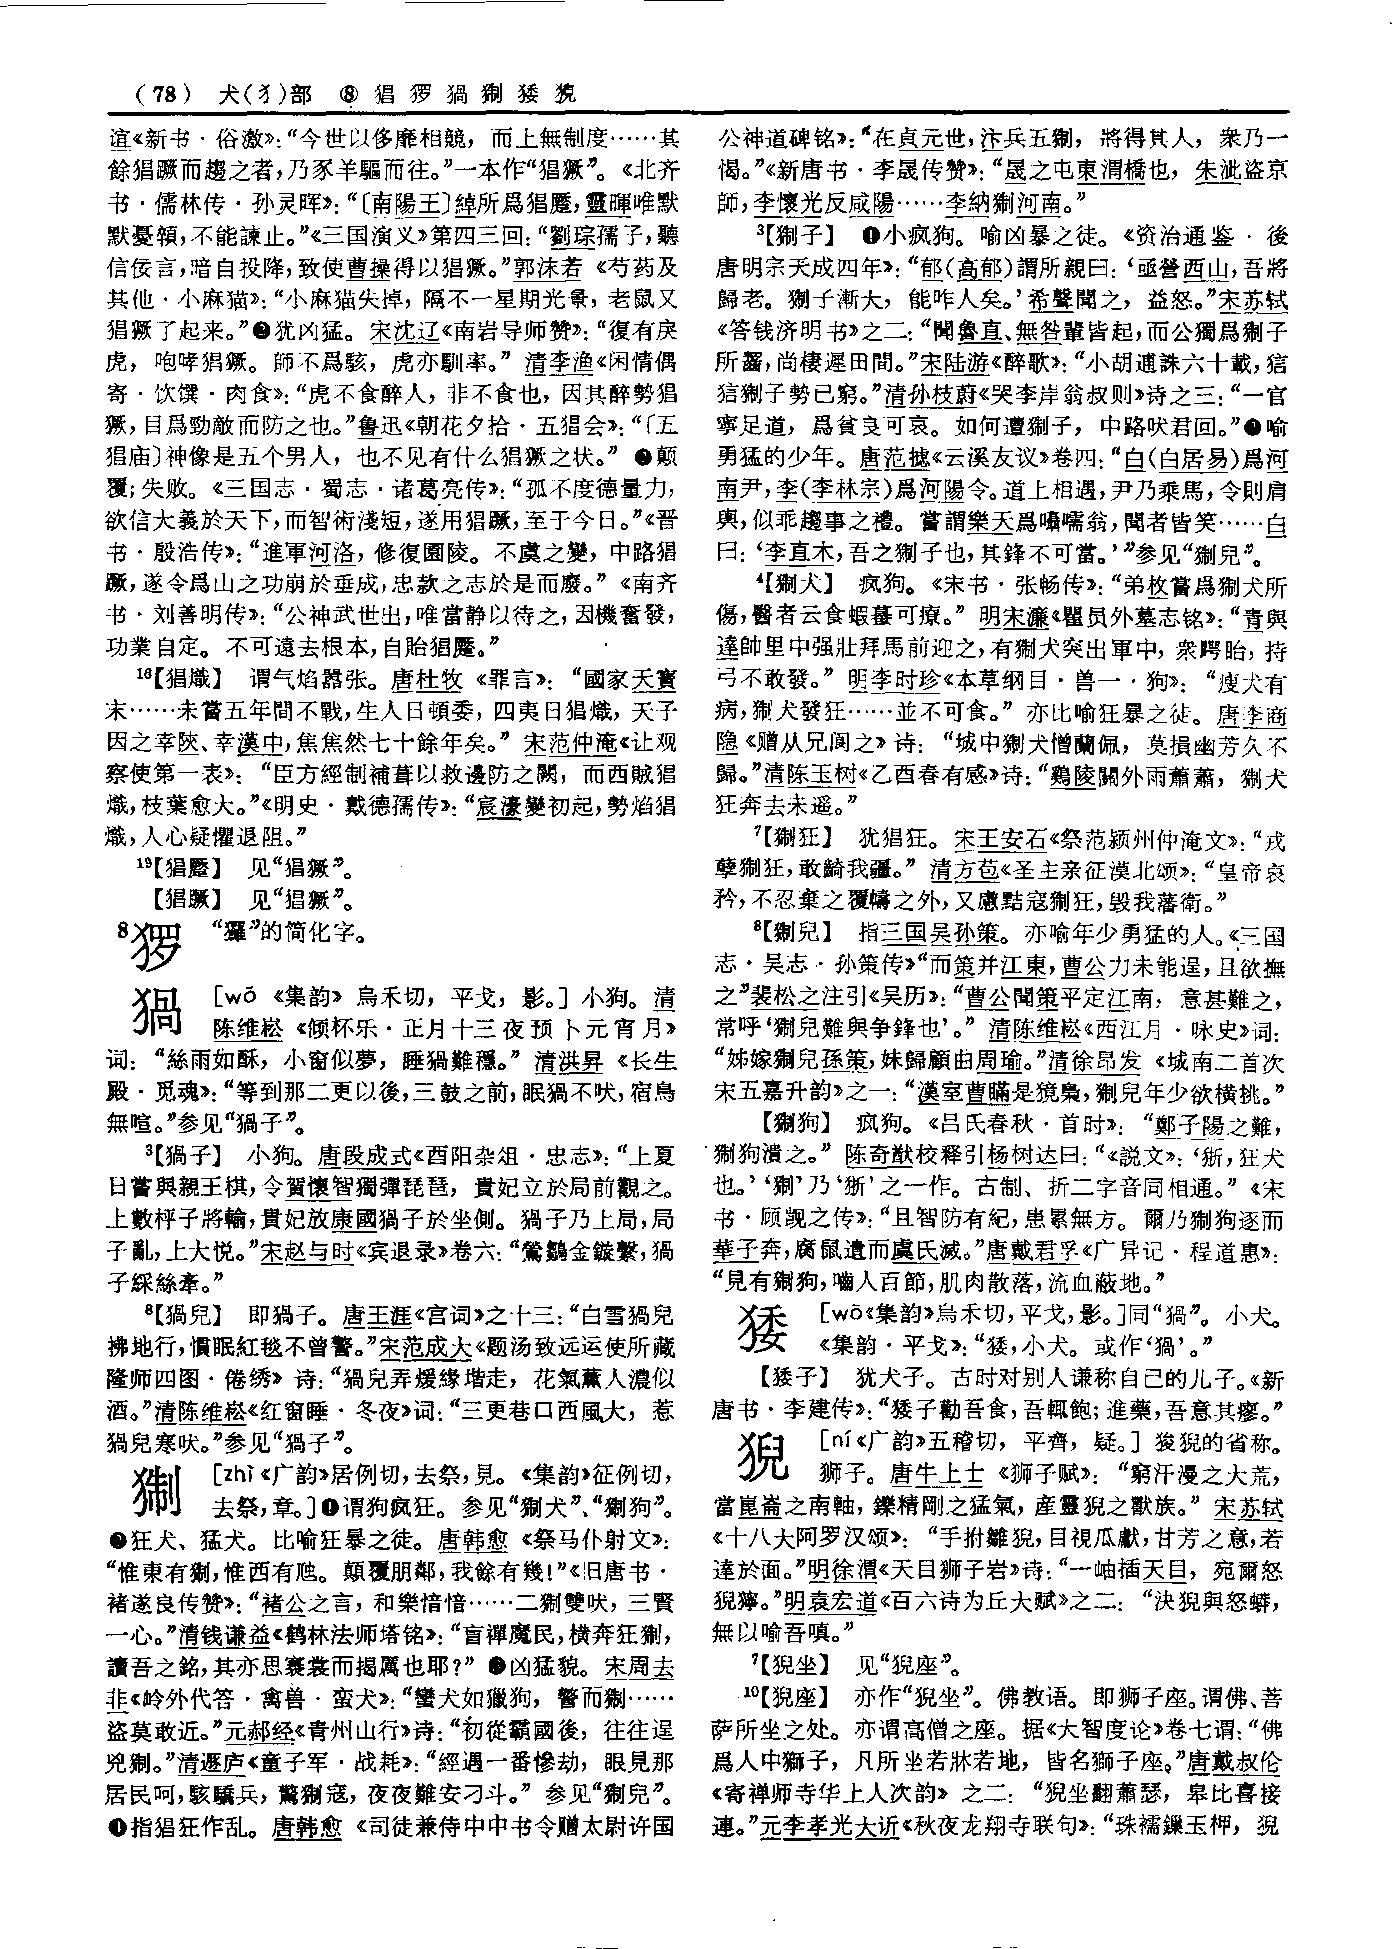 (78) 犬(犭)部 ⑧ 猖猡猧猘㹻猊
谊《新书·俗激》：“今世以侈靡相競，而上無制度……其
餘猖蹶而趨之者，乃豕羊驅而往。”一本作“猖獗”。《北齐
书·儒林传·孙灵晖》：“〔南陽王〕綽所爲猖蹷，靈暉唯默
默憂頞，不能諫止。”《三国演义》第四三回：“劉琮孺子，聽
信佞言，暗自投降，致使曹操得以猖獗。”郭沫若《芍药及
其他·小麻猫》：“小麻猫失掉，隔不一星期光景，老鼠又
猖獗了起来。”❷犹凶猛。宋沈辽《南岩导师赞》：“復有戾
虎，咆哮猖獗。師不爲駭，虎亦馴率。” 清李渔《闲情偶
寄·饮馔·肉食》：“虎不食醉人，非不食也，因其醉勢猖
獗，目爲勁敵而防之也。”鲁迅《朝花夕拾·五猖会》：“〔五
猖庙〕神像是五个男人，也不见有什么猖獗之状。” ❸颠
覆；失败。《三国志·蜀志·诸葛亮传》：“孤不度德量力，
欲信大義於天下，而智術淺短，遂用猖蹶，至于今日。”《晋
书·殷浩传》：“進軍河洛，修復園陵。不虞之變，中路猖
蹶，遂令爲山之功崩於垂成，忠款之志於是而廢。” 《南齐
书·刘善明传》：“公神武世出，唯當静以待之，因機奮發，
功業自定。不可遠去根本，自貽猖蹷。”
16【猖熾】 谓气焰嚣张。唐杜牧《罪言》：“國家天寶
末……未嘗五年間不戰，生人日頓委，四夷日猖熾，天子
因之幸陝、幸漢中，焦焦然七十餘年矣。” 宋范仲淹《让观
察使第一表》：“臣方經制補葺以救邊防之闕，而西賊猖
熾，枝葉愈大。”《明史·戴德孺传》：“宸濠變初起，勢焰猖
熾，人心疑懼退阻。”
19【猖蹷】 见“猖獗”。
【猖蹶】 见“猖獗”。
8猡 “玀”的简化字。
猧 [wō《集韵》烏禾切，平戈，影。]小狗。清
陈维崧《倾杯乐·正月十三夜预卜元宵月》
词：“絲雨如酥，小窗似夢，睡猧難穩。” 清洪昇《长生
殿·觅魂》：“等到那二更以後，三鼓之前，眠猧不吠，宿鳥
無喧。”参见“猧子”。
3【猧子】 小狗。唐段成式《酉阳杂俎·忠志》：“上夏
日嘗與親王棋，令賀懷智獨彈琵琶，貴妃立於局前觀之。
上數枰子將輸，貴妃放康國猧子於坐側。猧子乃上局，局
子亂，上大悦。”宋赵与时《宾退录》卷六：“鶯鸚金鏇繫，猧
子綵絲牽。”
8【猧兒】 即猧子。唐王涯《宫词》之十三：“白雪猧兒
拂地行，慣眠紅毯不曾驚。”宋范成大《题汤致远运使所藏
隆师四图·倦绣》诗：“猧兒弄煖緣堦走，花氣薰人濃似
酒。”清陈维崧《红窗睡·冬夜》词：“三更巷口西風大，惹
猧兒寒吠。”参见“猧子”。
猘 [zhì《广韵》居例切，去祭，見。《集韵》征例切，
去祭，章。]❶谓狗疯狂。参见“猘犬”、“猘狗”。
❷狂犬、猛犬。比喻狂暴之徒。唐韩愈《祭马仆射文》：
“惟東有猘，惟西有虺。顛覆朋鄰，我餘有幾！”《旧唐书·
褚遂良传赞》：“褚公之言，和樂愔愔……二猘雙吠，三賢
一心。”清钱谦益《鹤林法师塔铭》：“盲禪魔民，横奔狂猘，
讀吾之銘，其亦思褰裳而揭厲也耶？” ❸凶猛貌。宋周去
非《岭外代答·禽兽·蛮犬》：“蠻犬如獵狗，警而猘……
盜莫敢近。”元郝经《青州山行》诗：“初從霸國後，往往逞
兇猘。”清遯庐《童子军·战耗》：“經過一番慘劫，眼見那
居民呵，駭驕兵，驚猘寇，夜夜難安刁斗。” 参见“猘兒”。
❹指猖狂作乱。唐韩愈《司徒兼侍中中书令赠太尉许国
公神道碑铭》：“在貞元世，汴兵五猘，將得其人，衆乃一
愒。”《新唐书·李晟传赞》：“晟之屯東渭橋也，朱泚盜京
師，李懷光反咸陽……李納猘河南。”
3【猘子】 ❶小疯狗。喻凶暴之徒。《资治通鉴·後
唐明宗天成四年》：“郁(高郁)謂所親曰：‘亟營西山，吾將
歸老。猘子漸大，能咋人矣。’希聲聞之，益怒。”宋苏轼
《答钱济明书》之二：“聞魯直、無咎輩皆起，而公獨爲猘子
所齧，尚棲遲田間。”宋陆游《醉歌》：“小胡逋誅六十載，狺
狺猘子勢已窮。”清孙枝蔚《哭李岸翁叔则》诗之三：“一官
寧足道，爲貧良可哀。如何遭猘子，中路吠君回。”❷喻
勇猛的少年。唐范摅《云溪友议》卷四：“白(白居易)爲河
南尹，李(李林宗)爲河陽令。道上相遇，尹乃乘馬，令則肩
輿，似乖趨事之禮。嘗謂樂天爲囁嚅翁，聞者皆笑……白
曰：‘李直木，吾之猘子也，其鋒不可當。’”参见“猘兒”。
4【猘犬】 疯狗。《宋书·张畅传》：“弟枚嘗爲猘犬所
傷，醫者云食蝦蟇可療。” 明宋濂《瞿员外墓志铭》：“青與
達帥里中强壯拜馬前迎之，有猘犬突出軍中，衆愕眙，持
弓不敢發。” 明李时珍《本草纲目·兽一·狗》：“瘦犬有
病，猘犬發狂……並不可食。” 亦比喻狂暴之徒。唐李商
隐《赠从兄阆之》诗：“城中猘犬憎蘭佩，莫損幽芳久不
歸。”清陈玉树《乙酉春有感》诗：“鷄陵關外雨蕭蕭，猘犬
狂奔去未遥。”
7【猘狂】 犹猖狂。宋王安石《祭范颍州仲淹文》：“戎
孽猘狂，敢齮我疆。” 清方苞《圣主亲征漠北颂》：“皇帝哀
矜，不忍棄之覆幬之外，又慮黠寇猘狂，毁我藩衛。”
8【猘兒】 指三国吴孙策。亦喻年少勇猛的人。《三国
志·吴志·孙策传》“而策并江東，曹公力未能逞，且欲撫
之”裴松之注引《吴历》：“曹公聞策平定江南，意甚難之，
常呼‘猘兒難與争鋒也’。” 清陈维崧《西江月·咏史》词：
“姊嫁猘兒孫策，妹歸顧曲周瑜。”清徐昂发《城南二首次
宋五嘉升韵》之一：“漢室曹瞞是獍梟，猘兒年少欲横挑。”
【猘狗】 疯狗。《吕氏春秋·首时》：“鄭子陽之難，
猘狗潰之。” 陈奇猷校释引杨树达曰：“《説文》：‘狾，狂犬
也。’‘猘’乃‘狾’之一作。古制、折二字音同相通。” 《宋
书·顾觊之传》：“且智防有紀，患累無方。爾乃猘狗逐而
華子奔，腐鼠遺而虞氏滅。”唐戴君孚《广异记·程道惠》：
“見有猘狗，嚙人百節，肌肉散落，流血蔽地。”
㹻 [wō《集韵》烏禾切，平戈，影。]同“猧”。小犬。
《集韵·平戈》：“㹻，小犬。或作‘猧’。”
【㹻子】 犹犬子。古时对别人谦称自己的儿子。《新
唐书·李建传》：“㹻子勸吾食，吾輒飽；進藥，吾意其瘳。”
猊 [ní《广韵》五稽切，平齊，疑。] 狻猊的省称。
狮子。唐牛上士《狮子赋》：“窮汗漫之大荒，
當崑崙之南軸，鑠精剛之猛氣，産靈猊之獸族。” 宋苏轼
《十八大阿罗汉颂》：“手拊雛猊，目視瓜獻，甘芳之意，若
達於面。”明徐渭《天目狮子岩》诗：“一岫插天目，宛爾怒
猊獰。”明袁宏道《百六诗为丘大赋》之二：“決猊與怒蟒，
無以喻吾嗔。”
7【猊坐】 见“猊座”。
10【猊座】 亦作“猊坐”。佛教语。即狮子座。谓佛、菩
萨所坐之处。亦谓高僧之座。据《大智度论》卷七谓：“佛
爲人中獅子，凡所坐若牀若地，皆名獅子座。”唐戴叔伦
《寄禅师寺华上人次韵》之二：“猊坐翻蕭瑟，皋比喜接
連。”元李孝光大䜣《秋夜龙翔寺联句》：“珠襦鏁玉柙，猊